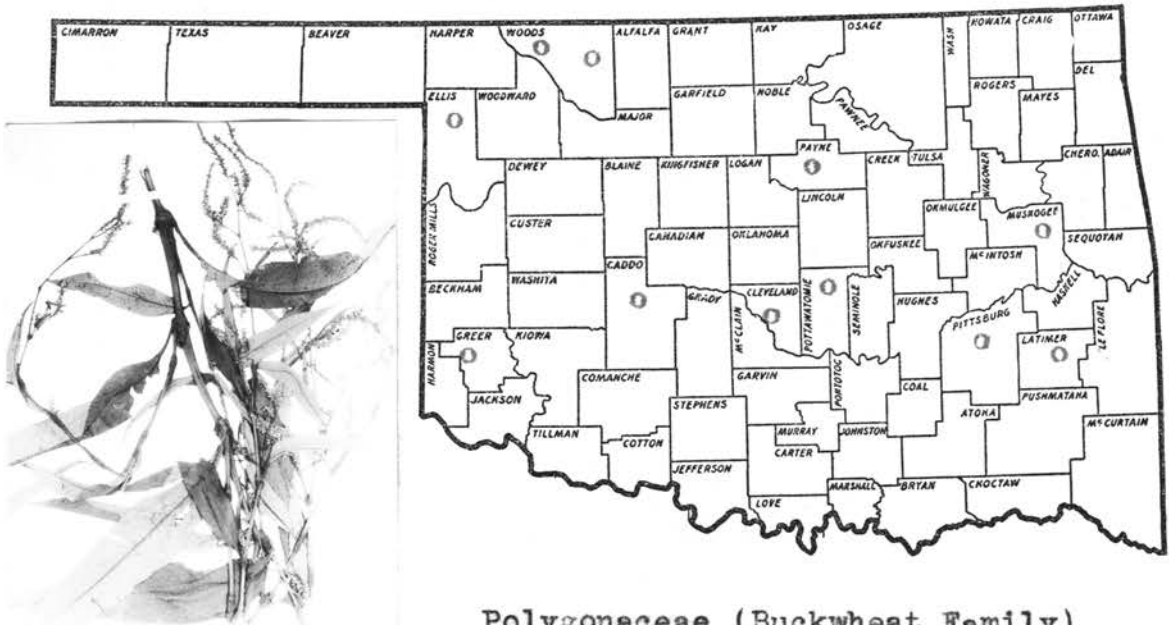 CIMARRON TEXAS BEAVER HARPER WOODS ALFALFA GRANT KAY OSAGE WASH NOWATA CRAIG OTTAWA
ELLIS WOODWARD MAJOR GARFIELD NOBLE PAWNEE ROGERS MAYES DEL
DEWEY BLAINE KINGFISHER LOGAN PAYNE CREEK TULSA WAGONER CHERO. ADAIR
ROGER MILLS CUSTER CANADIAN OKLAHOMA LINCOLN OKFUSKEE OKMULGEE MUSKOGEE SEQUOYAH
BECKHAM WASHITA CADDO GRADY CLEVELAND POTTAWATOMIE SEMINOLE HUGHES McINTOSH HASKELL
HARMON GREER KIOWA McCLAIN PITTSBURG LATIMER LE FLORE
JACKSON COMANCHE GARVIN PONTOTOC COAL PUSHMATAHA
TILLMAN COTTON STEPHENS MURRAY JOHNSTON ATOKA McCURTAIN
JEFFERSON CARTER LOVE MARSHALL BRYAN CHOCTAW
Polygonaceae (Buckwheat Family)